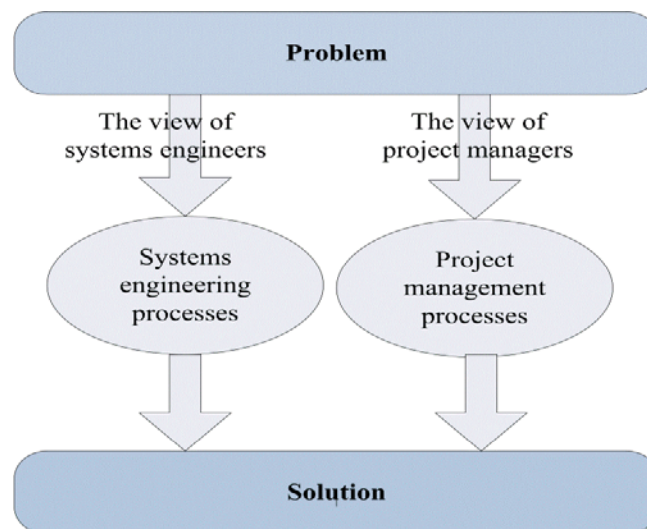 Problem
The view of
systems engineers
The view of
project managers
Systems
engineering
processes
Project
management
processes
Solution